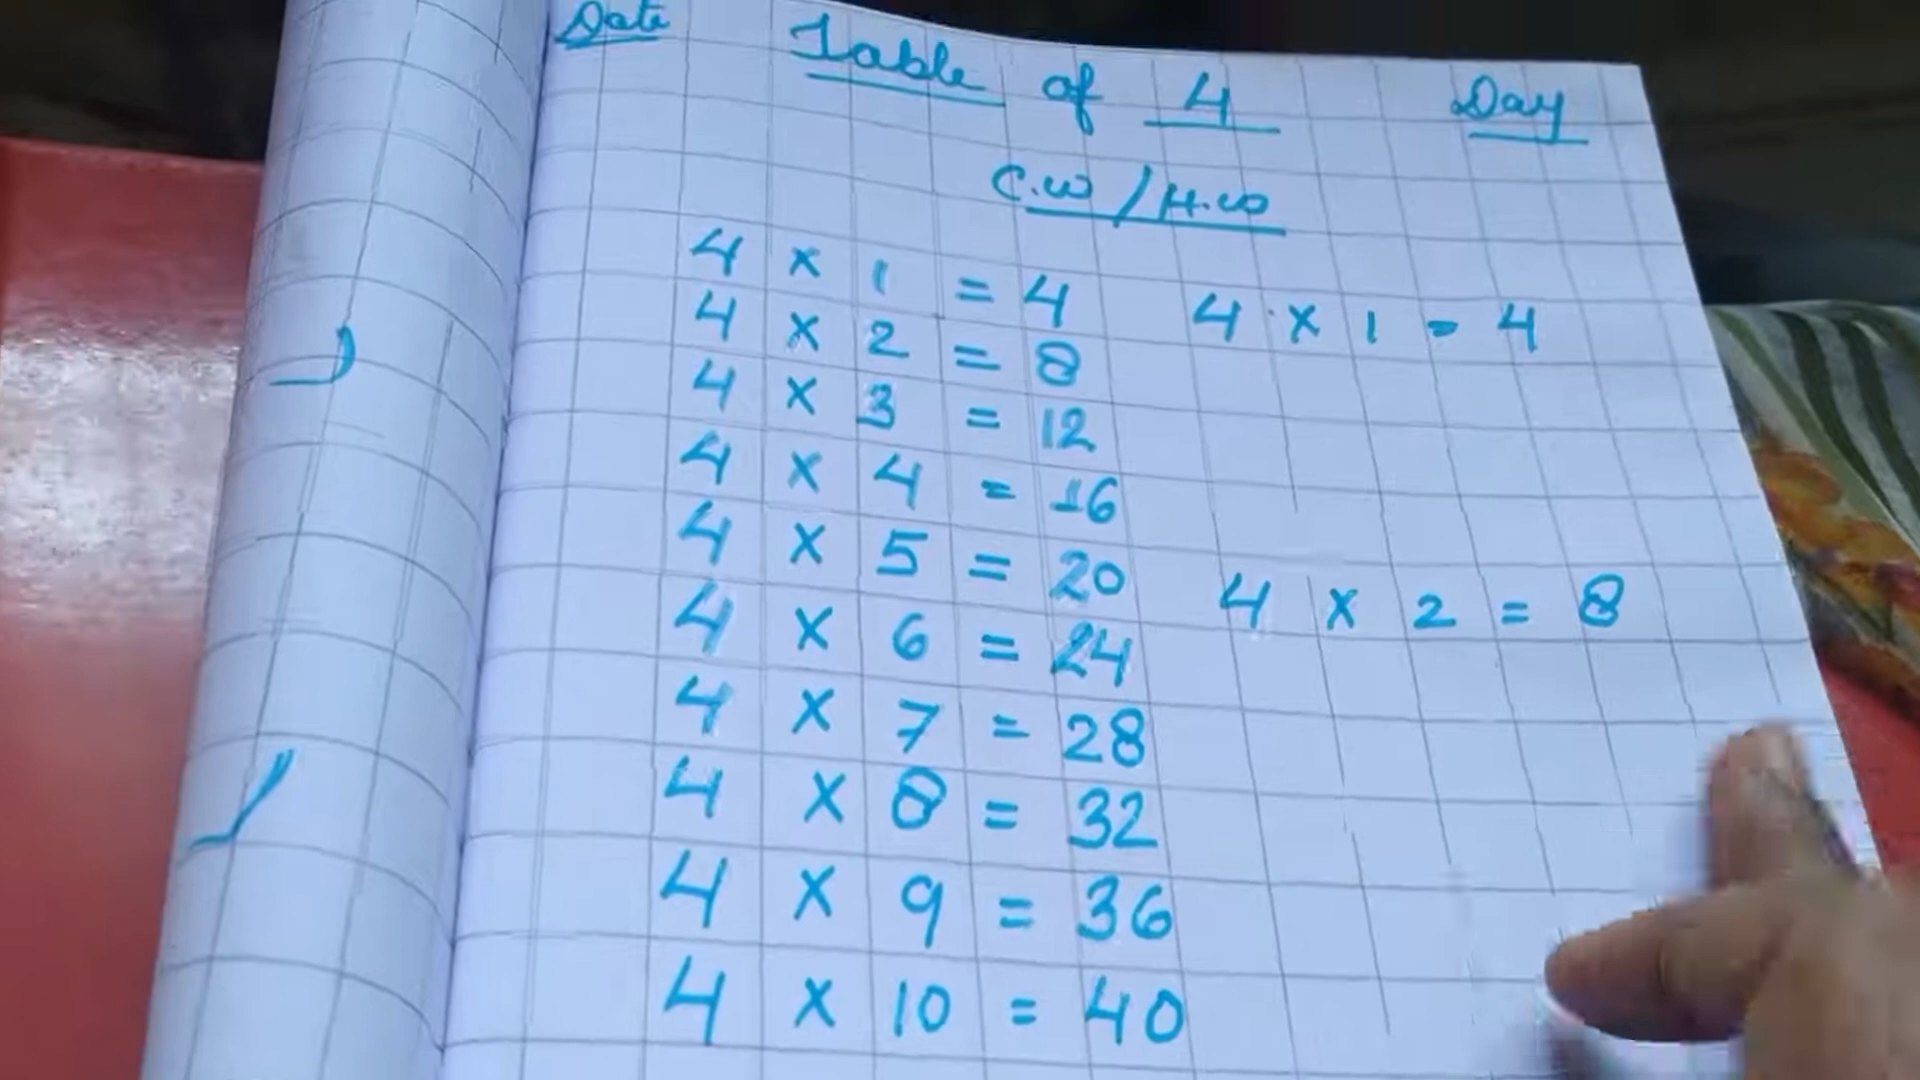 Date Table of 4 Day
C.W / H.W
4 x 1 = 4
4 x 2 = 8
4 x 3 = 12
4 x 4 = 16
4 x 5 = 20
4 x 6 = 24
4 x 7 = 28
4 x 8 = 32
4 x 9 = 36
4 x 10 = 40
4 x 1 = 4
4 x 2 = 8